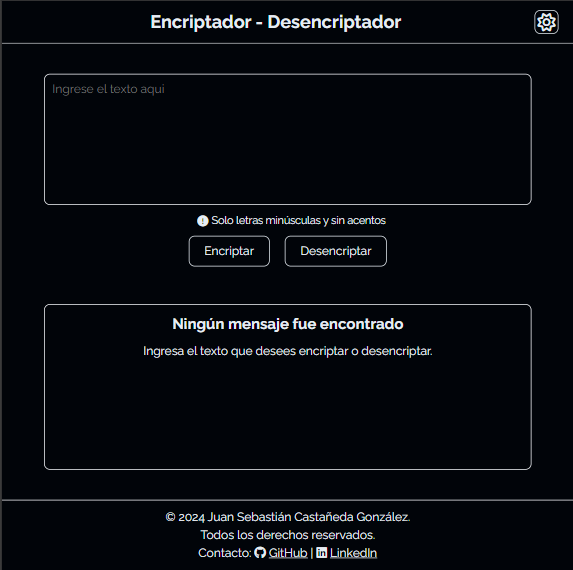 Encriptador - Desencriptador
Ingrese el texto aqui
Solo letras minúsculas y sin acentos
Encriptar
Desencriptar
Ningún mensaje fue encontrado
Ingresa el texto que desees encriptar o desencriptar.
© 2024 Juan Sebastián Castañeda González.
Todos los derechos reservados.
Contacto: GitHub | LinkedIn